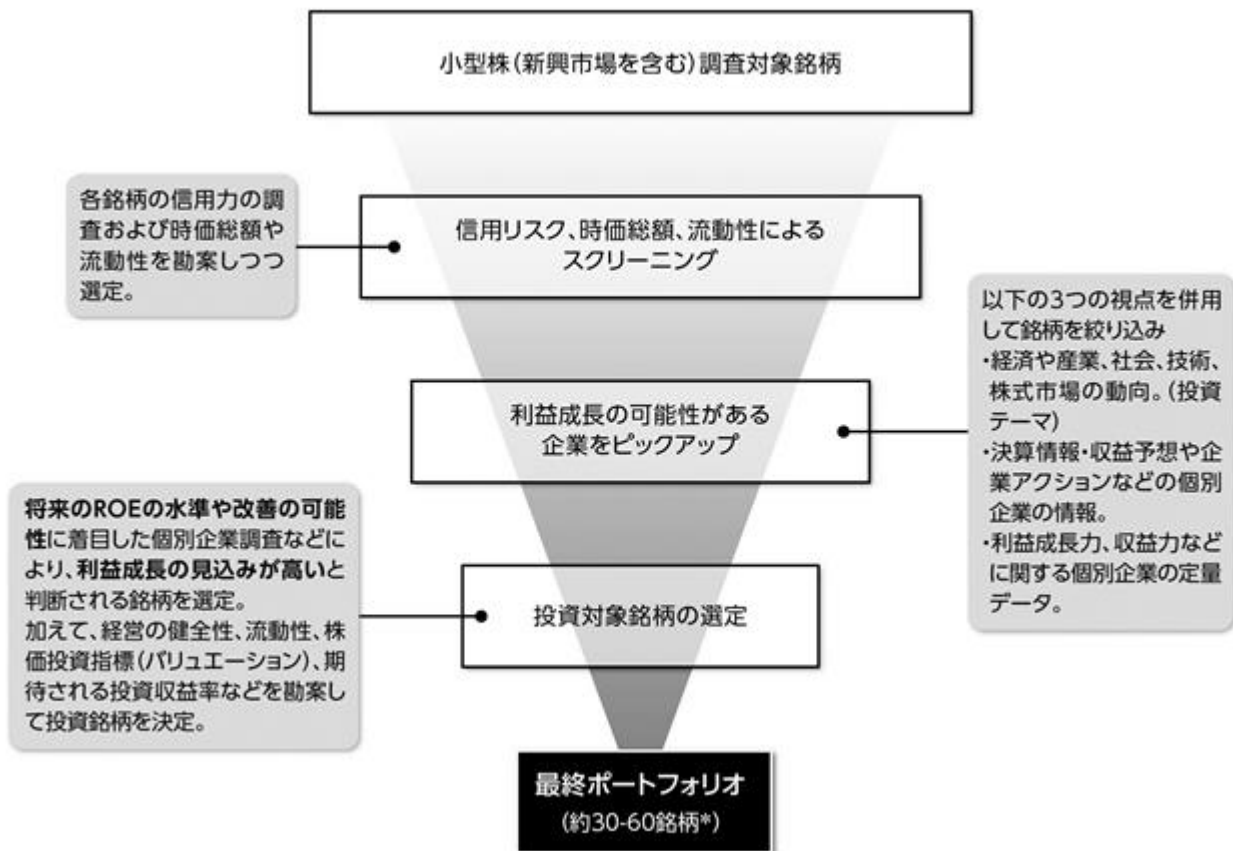 小型株(新興市場を含む)調査対象銘柄
各銘柄の信用力の調
査および時価総額や
流動性を勘案しつつ
選定。
信用リスク、時価総額、流動性による
スクリーニング
以下の3つの視点を併用
して銘柄を絞り込み
・経済や産業、社会、技術、
株式市場の動向。(投資
テーマ)
・決算情報・収益予想や企
業アクションなどの個別
企業の情報。
・利益成長力、収益力など
に関する個別企業の定量
データ。
利益成長の可能性がある
企業をピックアップ
将来のROEの水準や改善の可能
性に着目した個別企業調査などに
より、利益成長の見込みが高いと
判断される銘柄を選定。
加えて、経営の健全性、流動性、株
価投資指標(バリュエーション)、期
待される投資収益率などを勘案し
て投資銘柄を決定。
投資対象銘柄の選定
最終ポートフォリオ
(約30-60銘柄*)